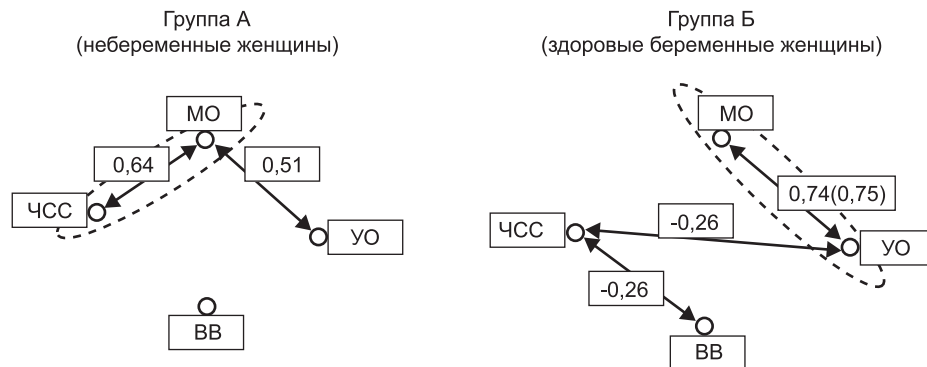 Группа А
(небеременные женщины)
МО
0,64
0,51
ЧСС
УО
ВВ
Группа Б
(здоровые беременные женщины)
МО
0,74(0,75)
ЧСС
-0,26
УО
-0,26
ВВ